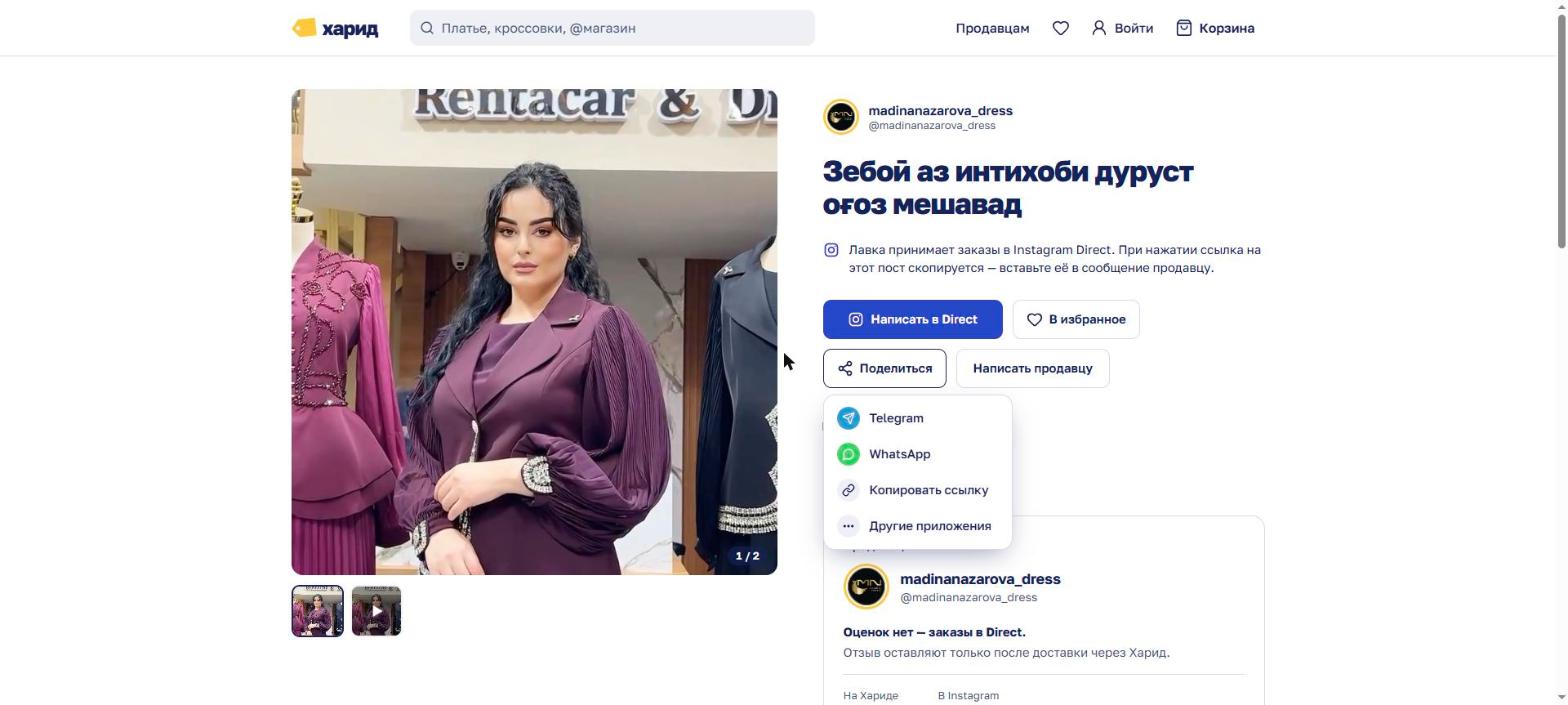 харид
Платье, кроссовки, @магазин
Продавцам
Войти
Корзина
Rentacar &
madinanazarova_dress
@madinanazarova_dress
Зебоӣ аз интихоби дуруст
оғоз мешавад
Лавка принимает заказы в Instagram Direct. При нажатии ссылка на
этот пост скопируется — вставьте её в сообщение продавцу.
Написать в Direct
В избранное
Поделиться
Написать продавцу
Telegram
WhatsApp
Копировать ссылку
Другие приложения
1 / 2
MN
madinanazarova_dress
@madinanazarova_dress
Оценок нет — заказы в Direct.
Отзыв оставляют только после доставки через Харид.
На Хариде
В Instagram